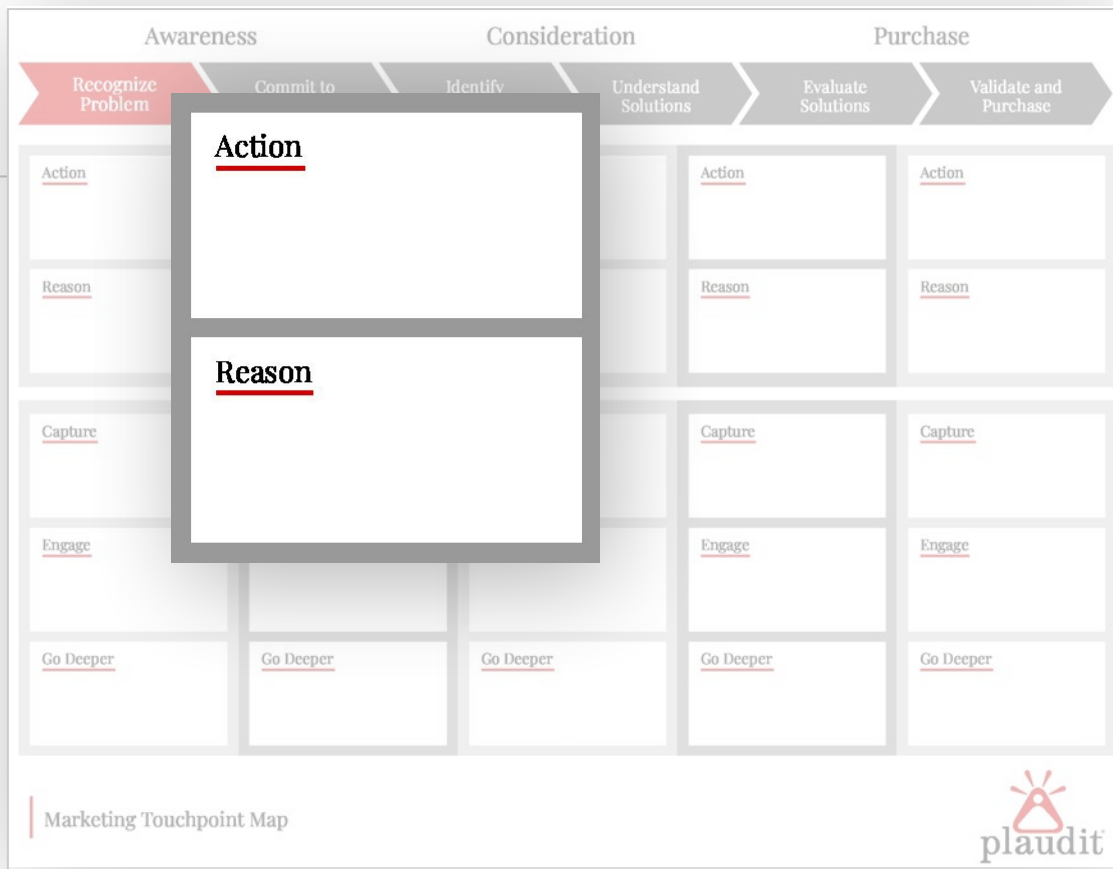 Awareness
Consideration
Purchase
Recognize
Problem
Commit to
Identify
Understand
Solutions
Evaluate
Solutions
Validate and
Purchase
Action
Action
Action
Action
Reason
Reason
Reason
Reason
Capture
Capture
Capture
Engage
Engage
Engage
Go Deeper
Go Deeper
Go Deeper
Go Deeper
Go Deeper
Marketing Touchpoint Map
plaudit